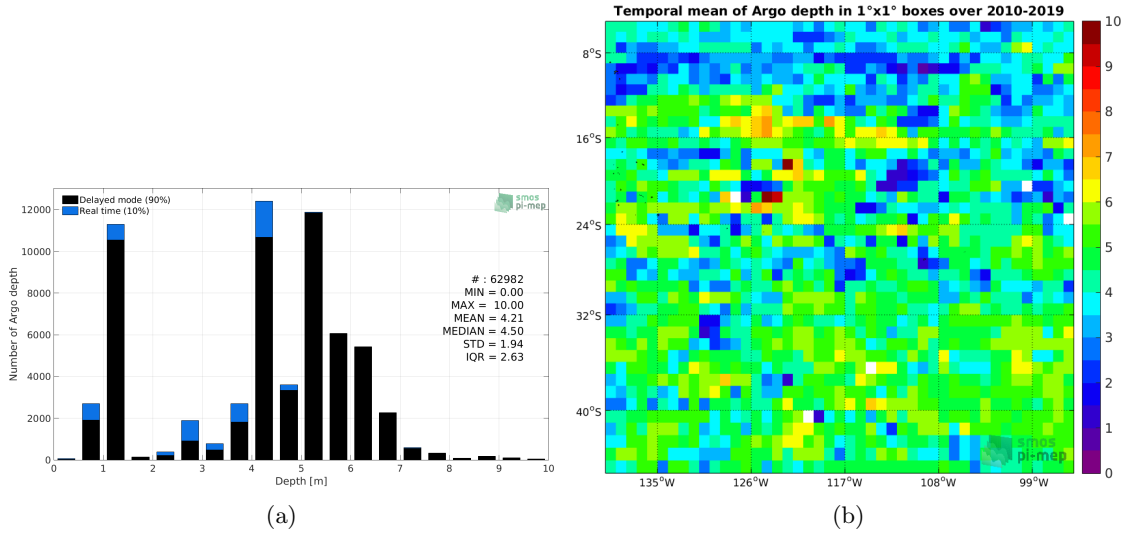 Temporal mean of Argo depth in 1°x1° boxes over 2010-2019
Delayed mode (90%)
Real time (10%)
smos
pi-mep
Number of Argo depth
12000
10000
8000
6000
4000
2000
0
# : 62982
MIN = 0.00
MAX = 10.00
MEAN = 4.21
MEDIAN = 4.50
STD = 1.94
IQR = 2.63
0 1 2 3 4 5 6 7 8 9 10
Depth [m]
(a)
8°S
16°S
24°S
32°S
40°S
135°W 126°W 117°W 108°W 99°W
smos
pi-mep
10
9
8
7
6
5
4
3
2
1
0
(b)